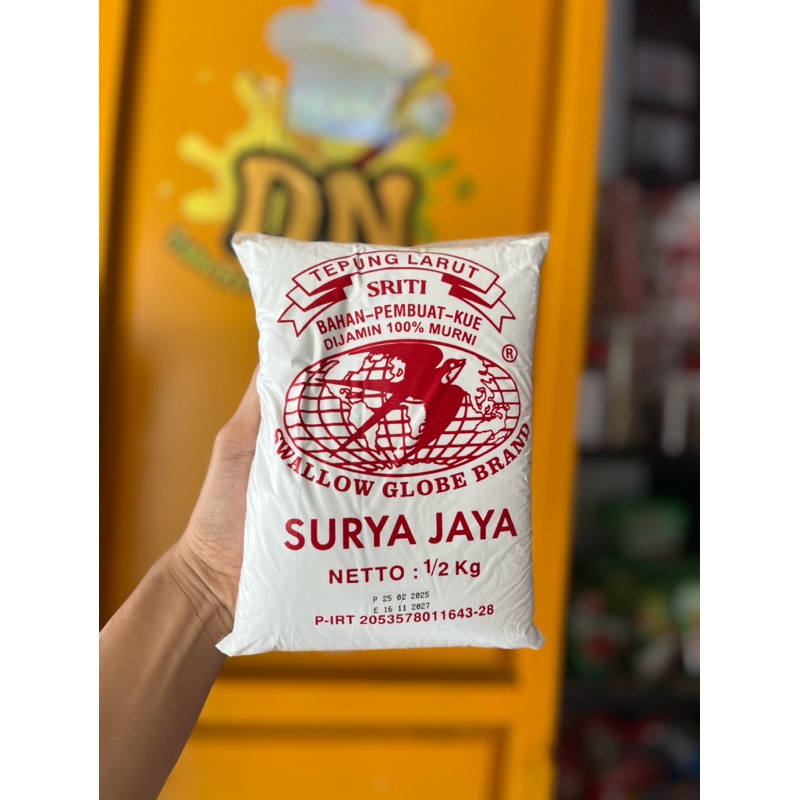 DN
TEPUNG LARUT
SRITI
BAHAN-PEMBUAT-KUE
DIJAMIN 100% MURNI
®
SWALLOW GLOBE BRAND
SURYA JAYA
NETTO : 1/2 Kg
P 25 02 2025
E 16 11 2027
P-IRT 2053578011643-28